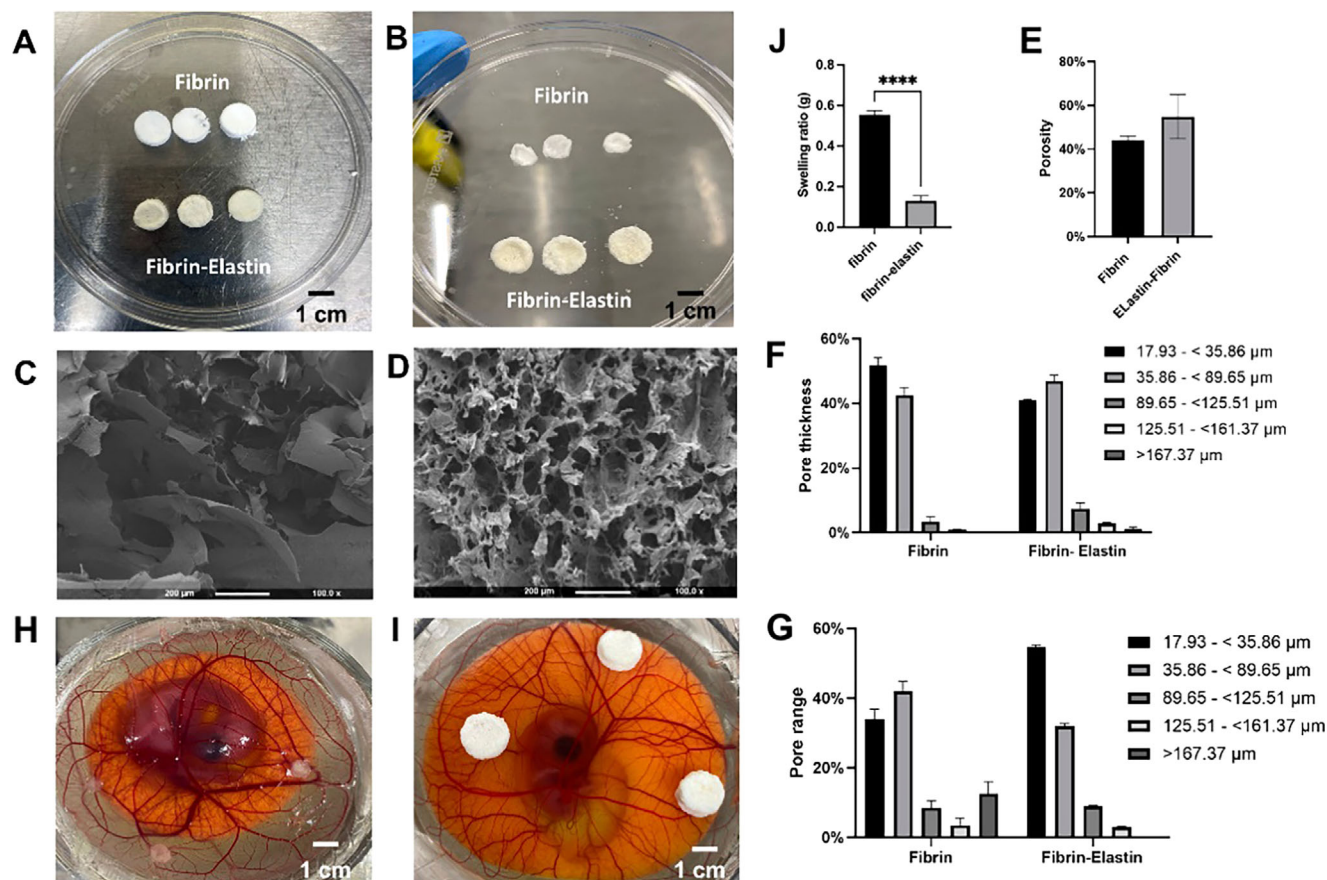 A
Fibrin
Fibrin-Elastin
1 cm
B
Fibrin
Fibrin-Elastin
1 cm
J
Swelling ratio (g)
0.8
0.6
0.4
0.2
0.0
****
fibrin
fibrin-elastin
E
Porosity
80%
60%
40%
20%
0%
Fibrin
ELastin-Fibrin
C
200 µm
100.0 x
D
200 µm
100.0 x
F
Pore thickness
60%
40%
20%
0%
Fibrin
Fibrin- Elastin
17.93 - < 35.86 µm
35.86 - < 89.65 µm
89.65 - <125.51 µm
125.51 - <161.37 µm
>167.37 µm
H
1 cm
I
1 cm
G
Pore range
60%
40%
20%
0%
Fibrin
Fibrin-Elastin
17.93 - < 35.86 µm
35.86 - < 89.65 µm
89.65 - <125.51 µm
125.51 - <161.37 µm
>167.37 µm